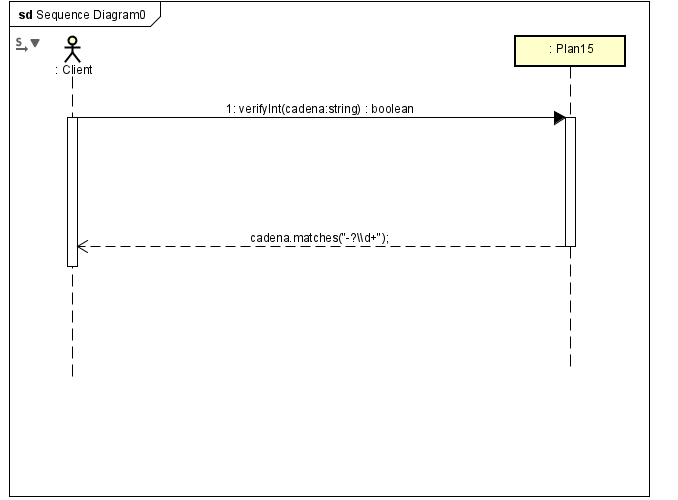 sd Sequence Diagram0
S
: Client
: Plan15
1: verifyInt(cadena:string) : boolean
cadena.matches("-?\\d+");